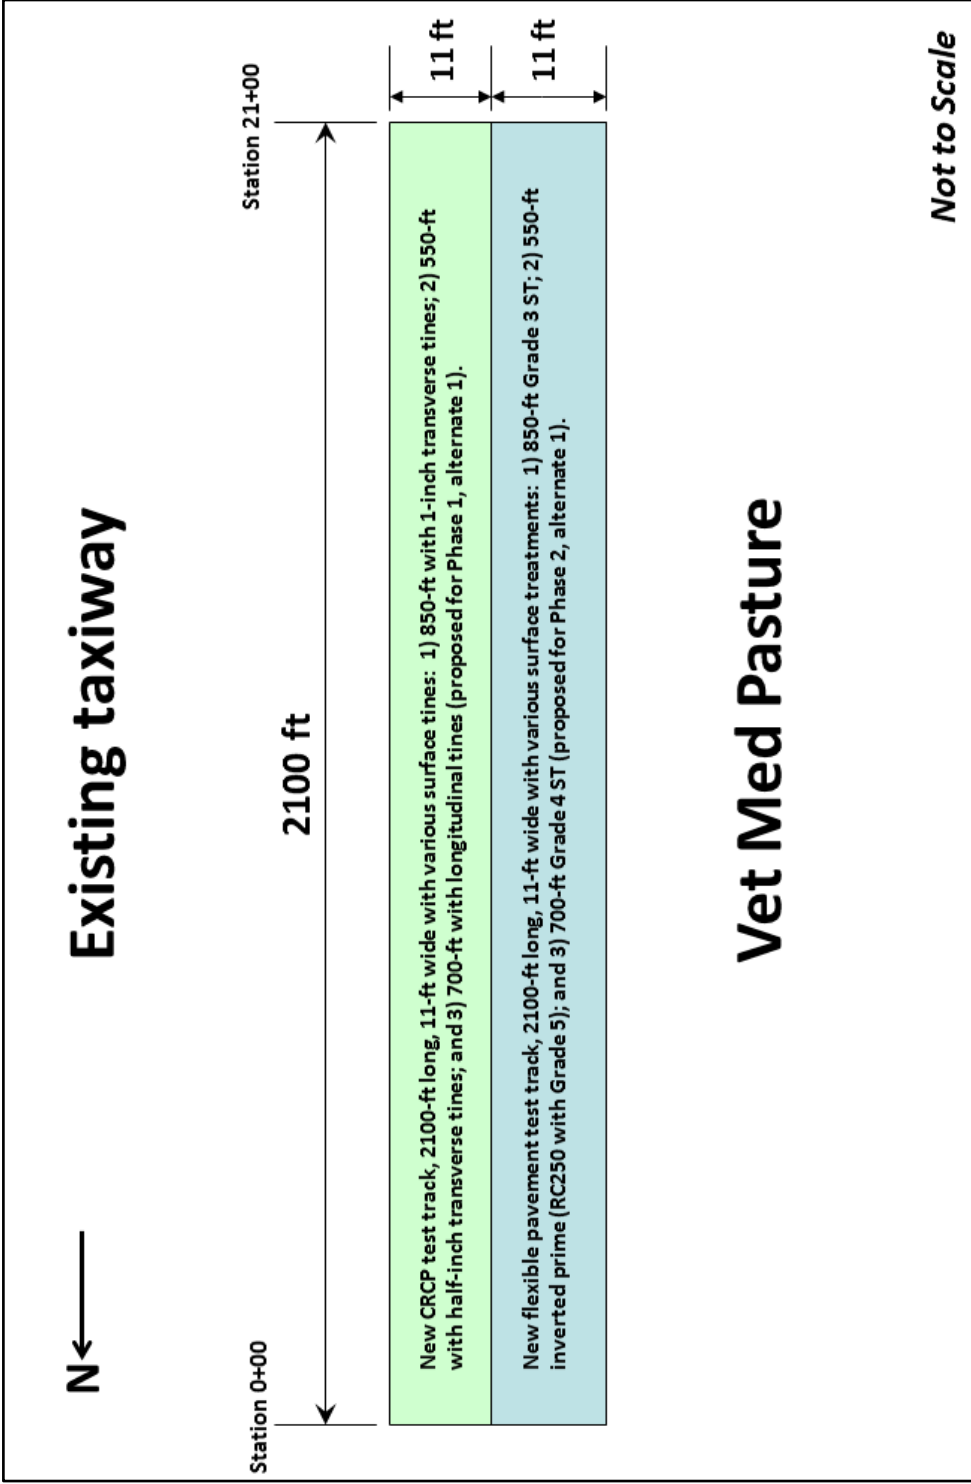 Existing taxiway
N
Station 0+00
Station 21+00
2100 ft
11 ft
11 ft
New CRCP test track, 2100-ft long, 11-ft wide with various surface tines: 1) 850-ft with 1-inch transverse tines; 2) 550-ft
with half-inch transverse tines; and 3) 700-ft with longitudinal tines (proposed for Phase 1, alternate 1).
New flexible pavement test track, 2100-ft long, 11-ft wide with various surface treatments: 1) 850-ft Grade 3 ST; 2) 550-ft
inverted prime (RC250 with Grade 5); and 3) 700-ft Grade 4 ST (proposed for Phase 2, alternate 1).
Vet Med Pasture
Not to Scale